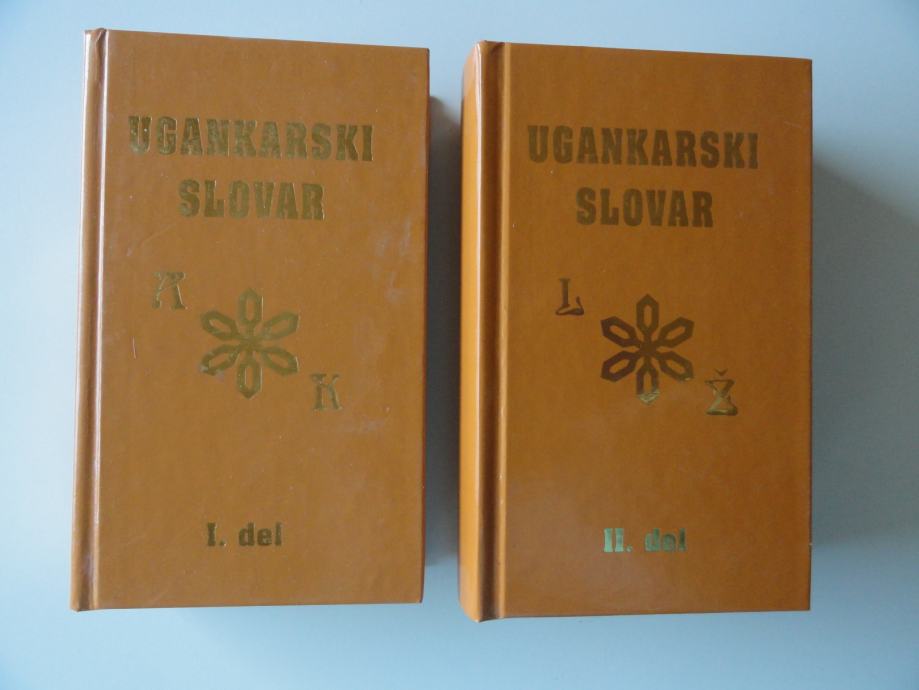 UGANKARSKI
SLOVAR
A
K
I. del
UGANKARSKI
SLOVAR
L
Ž
II. del